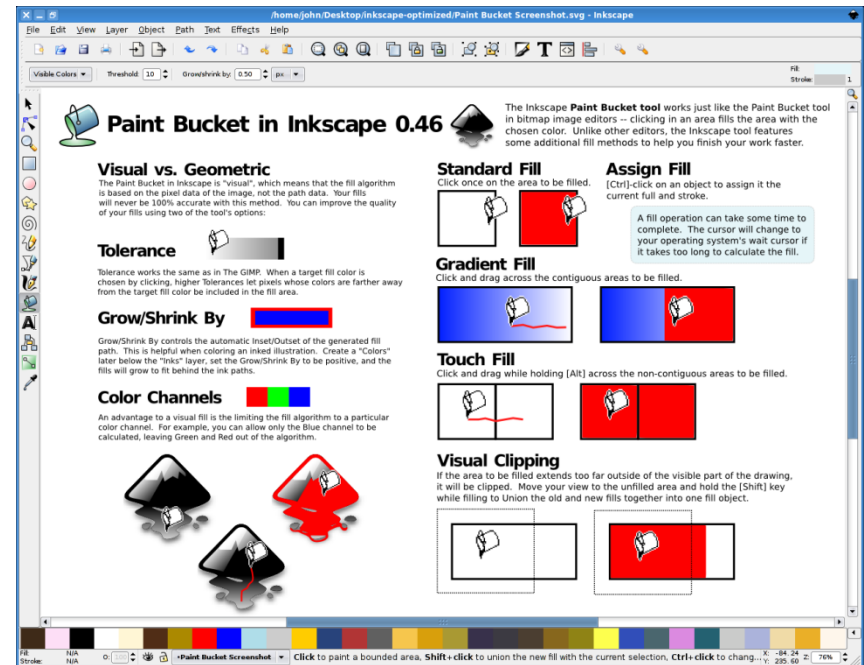 /home/john/Desktop/inkscape-optimized/Paint Bucket Screenshot.svg - Inkscape
File Edit View Layer Object Path Text Effects Help
Visible Colors Threshold: 10 Grow/shrink by: 0.50 px
Fill:
Stroke: 1
Paint Bucket in Inkscape 0.46
The Inkscape Paint Bucket tool works just like the Paint Bucket tool
in bitmap image editors -- clicking in an area fills the area with the
chosen color. Unlike other editors, the Inkscape tool features
some additional fill methods to help you finish your work faster.
Visual vs. Geometric
The Paint Bucket in Inkscape is "visual", which means that the fill algorithm
is based on the pixel data of the image, not the path data. Your fills
will never be 100% accurate with this method. You can improve the quality
of your fills using two of the tool's options:
Tolerance
Tolerance works the same as in The GIMP. When a target fill color is
chosen by clicking, higher Tolerances let pixels whose colors are farther away
from the target fill color be included in the fill area.
Grow/Shrink By
Grow/Shrink By controls the automatic Inset/Outset of the generated fill
path. This is helpful when coloring an inked illustration. Create a "Colors"
later below the "Inks" layer, set the Grow/Shrink By to be positive, and the
fills will grow to fit behind the ink paths.
Color Channels
An advantage to a visual fill is the limiting the fill algorithm to a particular
color channel. For example, you can allow only the Blue channel to be
calculated, leaving Green and Red out of the algorithm.
Standard Fill
Click once on the area to be filled.
Assign Fill
[Ctrl]-click on an object to assign it the
current full and stroke.
A fill operation can take some time to
complete. The cursor will change to
your operating system's wait cursor if
it takes too long to calculate the fill.
Gradient Fill
Click and drag across the contiguous areas to be filled.
Touch Fill
Click and drag while holding [Alt] across the non-contiguous areas to be filled.
Visual Clipping
If the area to be filled extends too far outside of the visible part of the drawing,
it will be clipped. Move your view to the unfilled area and hold the [Shift] key
while filling to Union the old and new fills together into one fill object.
Fill: N/A
Stroke: N/A
O: 100 •Paint Bucket Screenshot Click to paint a bounded area, Shift+click to union the new fill with the current selection, Ctrl+click to chang...
X: -84.24
Y: 235.60
Z: 76%